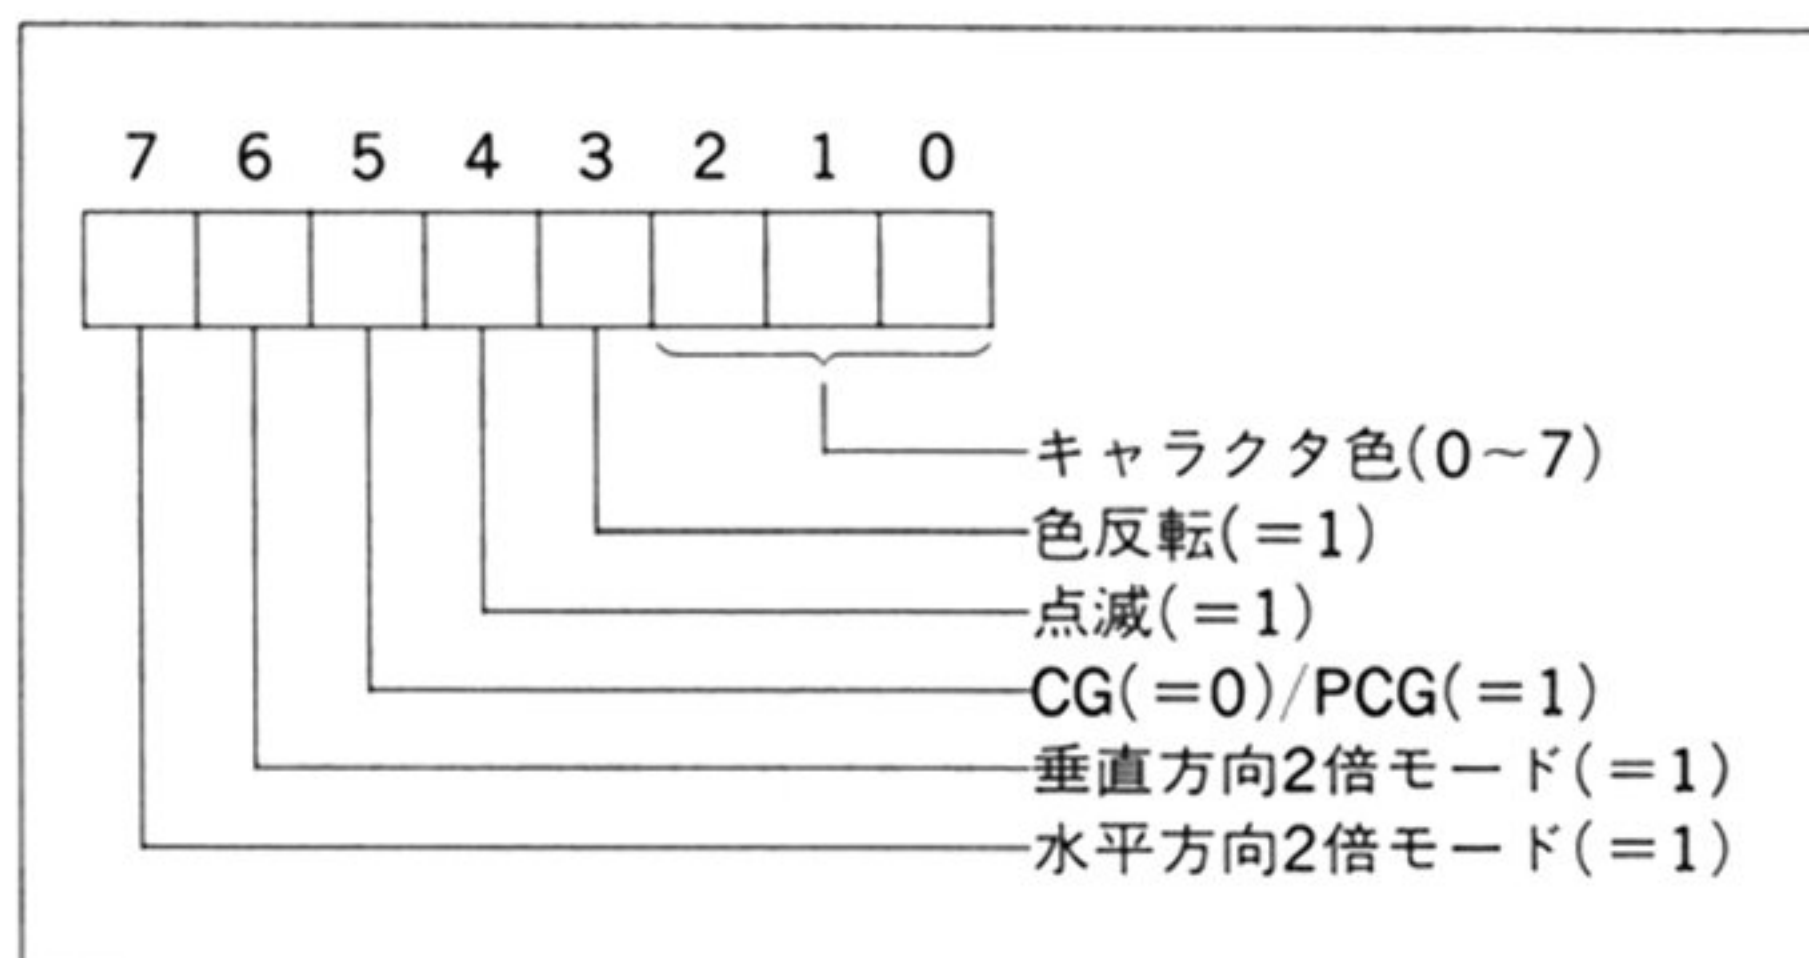 7 6 5 4 3 2 1 0
キャラクタ色(0~7)
色反転(=1)
点滅(=1)
CG(=0)/PCG(=1)
垂直方向2倍モード(=1)
水平方向2倍モード(=1)